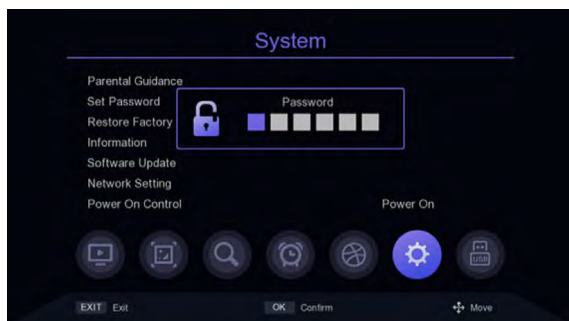 System
Parental Guidance
Set Password
Password
Restore Factory
Information
Software Update
Network Setting
Power On Control Power On
USB
EXIT Exit OK Confirm Move